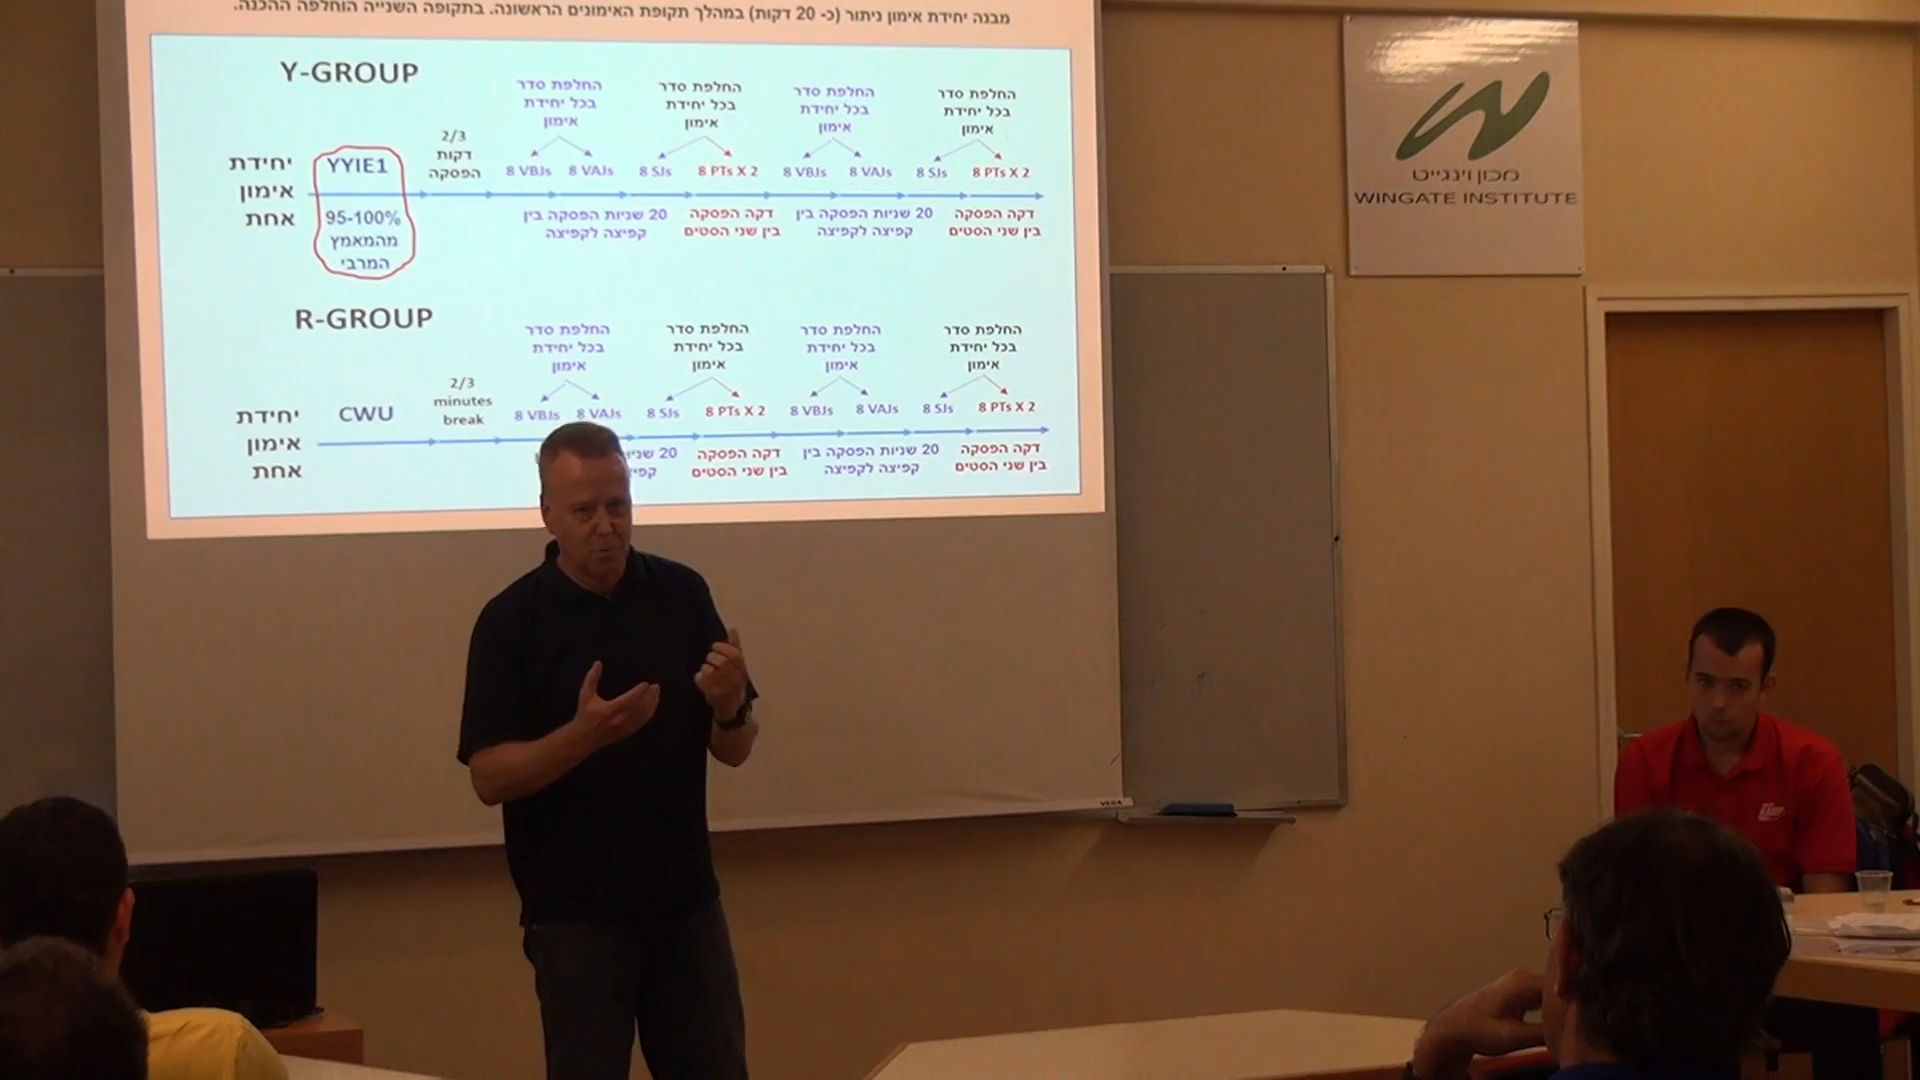 מבנה יחידת אימון ניתור (כ- 20 דקות) במהלך תקופת האימונים הראשונה. בתקופה השנייה הוחלפה ההכנה.
Y-GROUP
החלפת סדר
בכל יחידת
אימון
החלפת סדר
בכל יחידת
אימון
החלפת סדר
בכל יחידת
אימון
החלפת סדר
בכל יחידת
אימון
יחידת
אימון
אחת
YYIE1
95-100%
מהמאמץ
המרבי
2/3
דקות
הפסקה
8 VBJs 8 VAJs 8 SJs 8 PTs X 2 8 VBJs 8 VAJs 8 SJs 8 PTs X 2
20 שניות הפסקה בין
קפיצה לקפיצה
דקה הפסקה
בין שני הסטים
20 שניות הפסקה בין
קפיצה לקפיצה
דקה הפסקה
בין שני הסטים
R-GROUP
החלפת סדר
בכל יחידת
אימון
החלפת סדר
בכל יחידת
אימון
החלפת סדר
בכל יחידת
אימון
החלפת סדר
בכל יחידת
אימון
יחידת
אימון
אחת
CWU
2/3
minutes
break
8 VBJs 8 VAJs 8 SJs 8 PTs X 2 8 VBJs 8 VAJs 8 SJs 8 PTs X 2
20
דקה הפסקה
בין שני הסטים
20 שניות הפסקה בין
קפיצה לקפיצה
דקה הפסקה
בין שני הסטים
מכון וינגייט
WINGATE INSTITUTE
VEGA